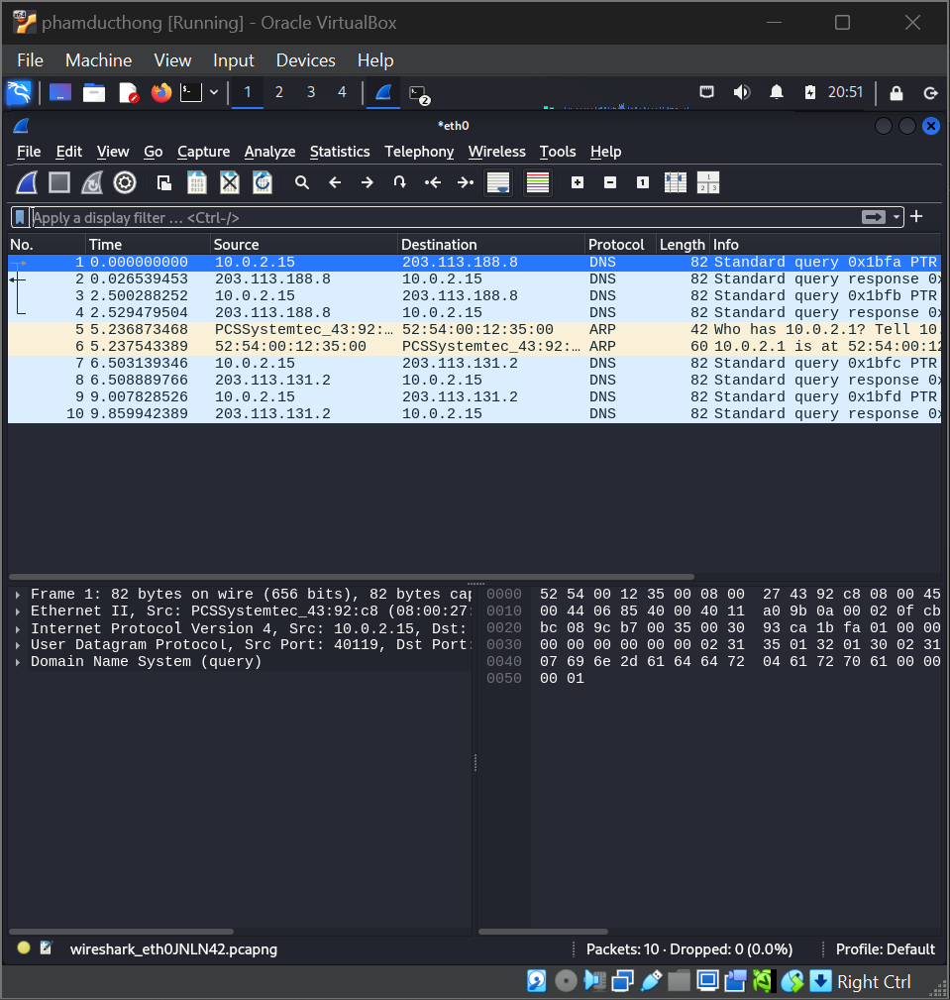 phamducthong [Running] - Oracle VirtualBox
File Machine View Input Devices Help
1 2 3 4 2 20:51
*eth0
File Edit View Go Capture Analyze Statistics Telephony Wireless Tools Help
Apply a display filter … <Ctrl-/>
No. Time Source Destination Protocol Length Info
1 0.000000000 10.0.2.15 203.113.188.8 DNS 82 Standard query 0x1bfa PTR
2 0.026539453 203.113.188.8 10.0.2.15 DNS 82 Standard query response 0x
3 2.500288252 10.0.2.15 203.113.188.8 DNS 82 Standard query 0x1bfb PTR
4 2.529479504 203.113.188.8 10.0.2.15 DNS 82 Standard query response 0x
5 5.236873468 PCSSystemtec_43:92:… 52:54:00:12:35:00 ARP 42 Who has 10.0.2.1? Tell 10.
6 5.237543389 52:54:00:12:35:00 PCSSystemtec_43:92:… ARP 60 10.0.2.1 is at 52:54:00:12
7 6.503139346 10.0.2.15 203.113.131.2 DNS 82 Standard query 0x1bfc PTR
8 6.508889766 203.113.131.2 10.0.2.15 DNS 82 Standard query response 0x
9 9.007828526 10.0.2.15 203.113.131.2 DNS 82 Standard query 0x1bfd PTR
10 9.859942389 203.113.131.2 10.0.2.15 DNS 82 Standard query response 0x
Frame 1: 82 bytes on wire (656 bits), 82 bytes cap
Ethernet II, Src: PCSSystemtec_43:92:c8 (08:00:27:
Internet Protocol Version 4, Src: 10.0.2.15, Dst:
User Datagram Protocol, Src Port: 40119, Dst Port:
Domain Name System (query)
0000 52 54 00 12 35 00 08 00 27 43 92 c8 08 00 45
0010 00 44 06 85 40 00 40 11 a0 9b 0a 00 02 0f cb
0020 bc 08 9c b7 00 35 00 30 93 ca 1b fa 01 00 00
0030 00 00 00 00 00 00 02 31 35 01 32 01 30 02 31
0040 07 69 6e 2d 61 64 64 72 04 61 72 70 61 00 00
0050 00 01
wireshark_eth0JNLN42.pcapng Packets: 10 · Dropped: 0 (0.0%) Profile: Default
Right Ctrl